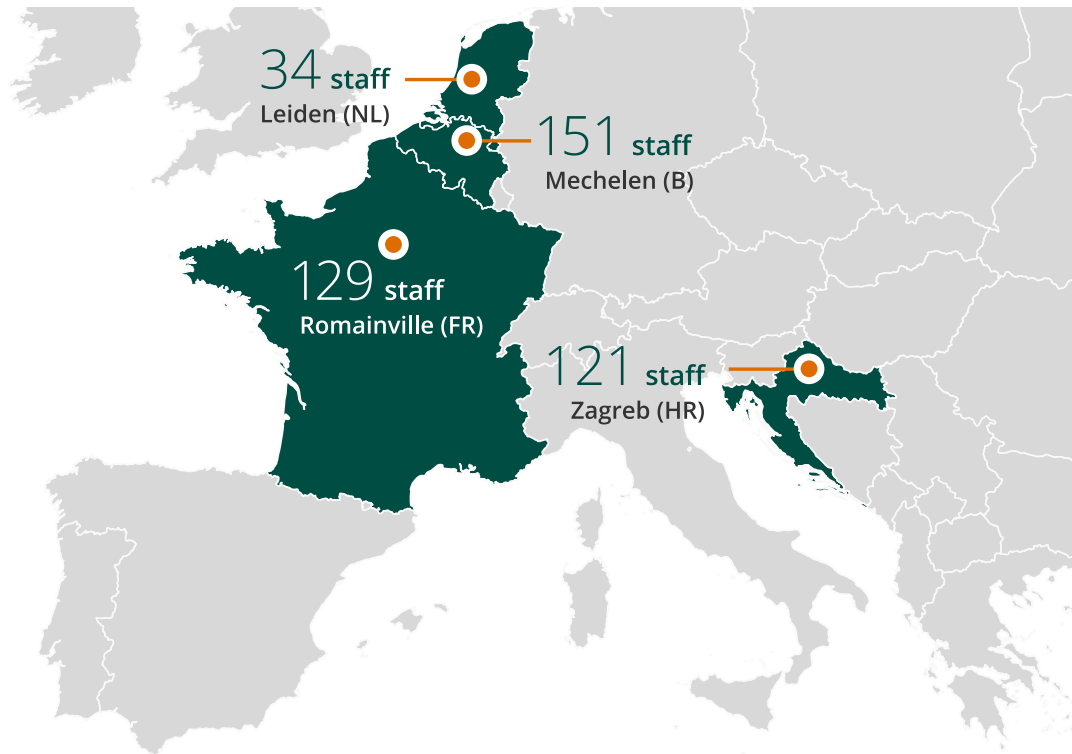 34 staff
Leiden (NL)
151 staff
Mechelen (B)
129 staff
Romainville (FR)
121 staff
Zagreb (HR)